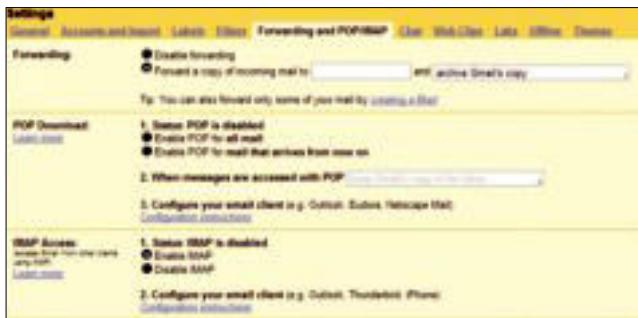 Settings
General Accounts and Import Labels Filters Forwarding and POP/IMAP Chat Web Clips Labs Offline Themes
Forwarding:
Disable forwarding
Forward a copy of incoming mail to and archive Gmail's copy
Tip: You can also forward only some of your mail by creating a filter!
POP Download:
Learn more
1. Status: POP is disabled
Enable POP for all mail
Enable POP for mail that arrives from now on
2. When messages are accessed with POP
3. Configure your email client (e.g. Outlook, Eudora, Netscape Mail)
Configuration instructions
IMAP Access:
Learn more
1. Status: IMAP is disabled
Enable IMAP
Disable IMAP
2. Configure your email client (e.g. Outlook, Thunderbird, iPhone)
Configuration instructions